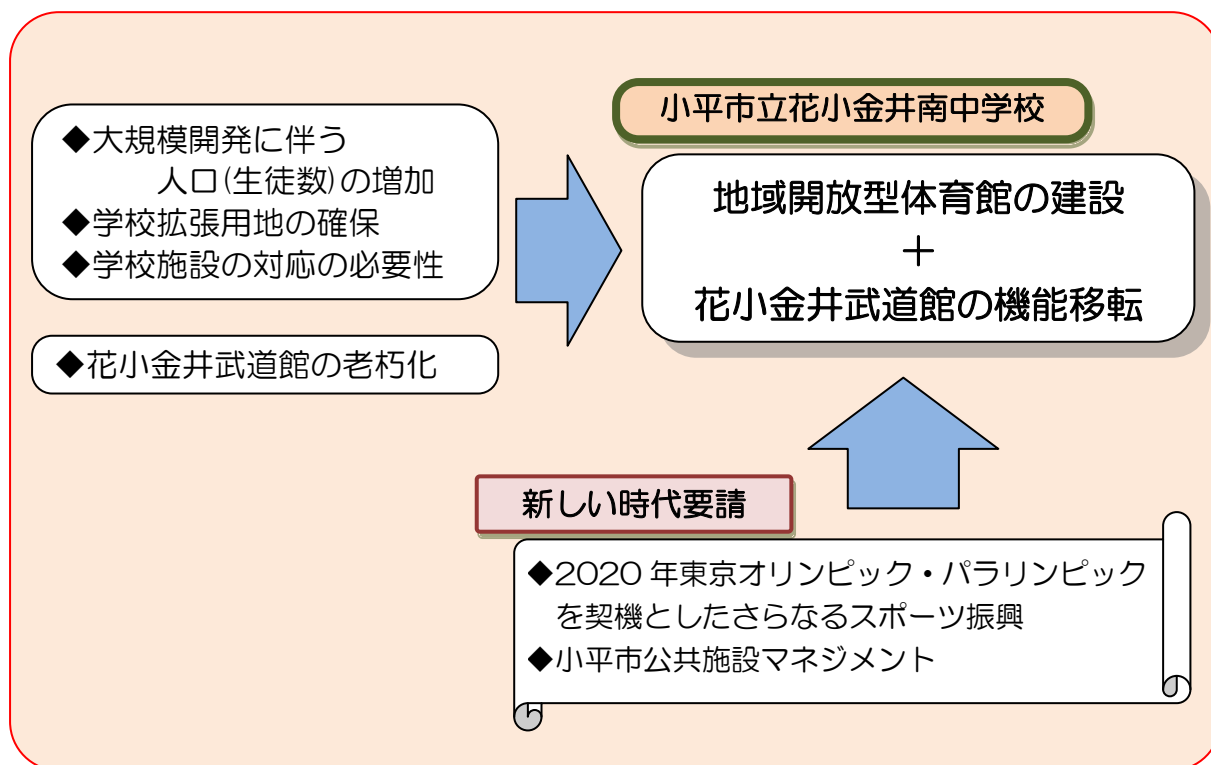 ◆大規模開発に伴う
人口(生徒数)の増加
◆学校拡張用地の確保
◆学校施設の対応の必要性
◆花小金井武道館の老朽化
小平市立花小金井南中学校
地域開放型体育館の建設
+
花小金井武道館の機能移転
新しい時代要請
◆2020年東京オリンピック・パラリンピック
を契機としたさらなるスポーツ振興
◆小平市公共施設マネジメント